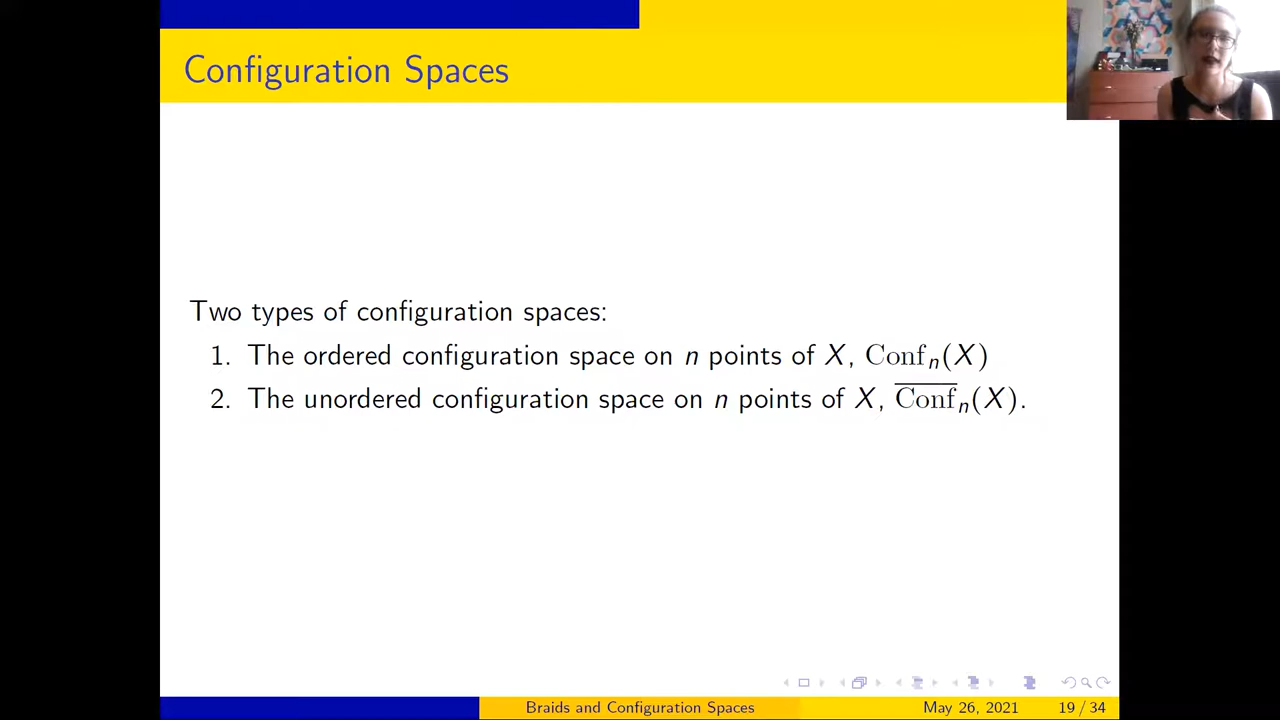 Configuration Spaces
Two types of configuration spaces:
1. The ordered configuration space on n points of X, Conf_n(X)
2. The unordered configuration space on n points of X, \overline{Conf}_n(X).
Braids and Configuration Spaces May 26, 2021 19 / 34